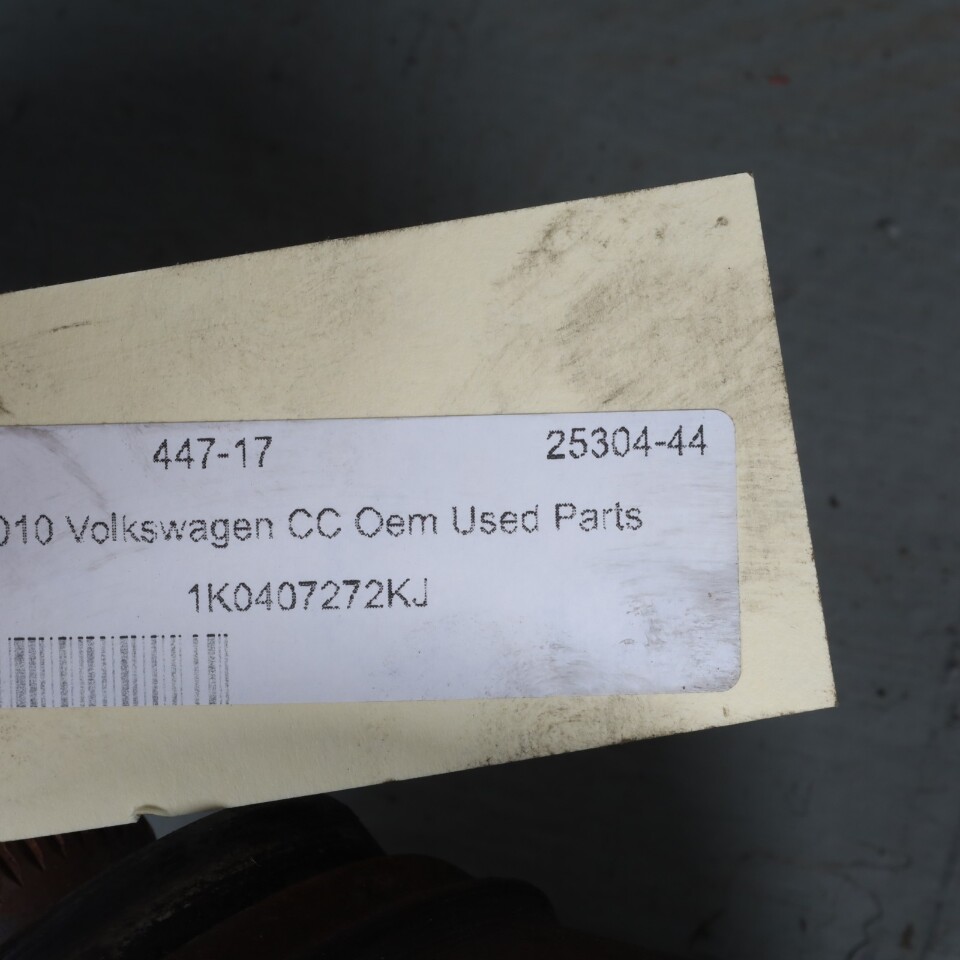 447-17 25304-44
010 Volkswagen CC Oem Used Parts
1K0407272KJ